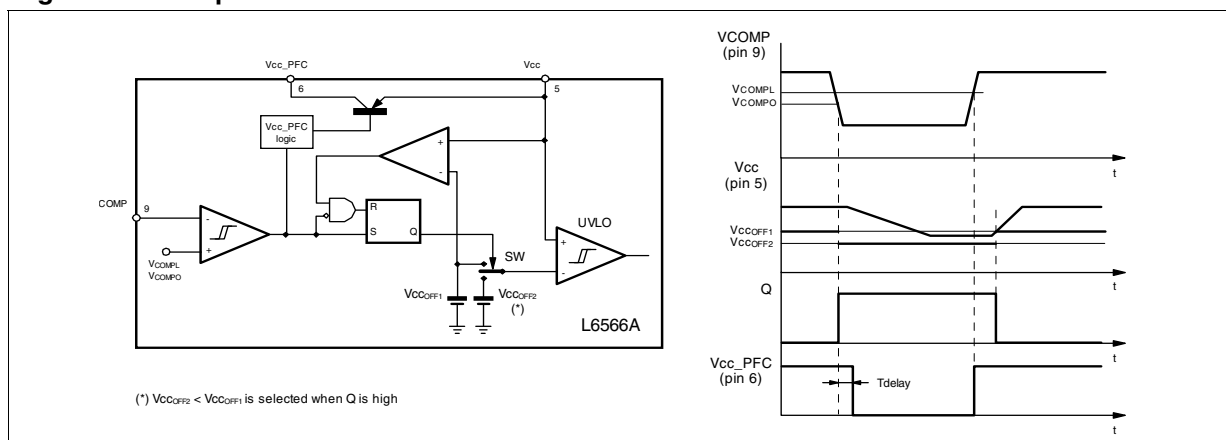 Vcc_PFC
Vcc
6
5
Vcc_PFC
logic
+
-
COMP
9
-
+
VCOMPL
VCOMPO
R
S
Q
UVLO
+
-
SW
VccOFF1
VccOFF2
(*)
L6566A
(*) VccOFF2 < VccOFF1 is selected when Q is high
VCOMP
(pin 9)
VCOMPL
VCOMPO
t
Vcc
(pin 5)
VccOFF1
VccOFF2
t
Q
t
Vcc_PFC
(pin 6)
Tdelay
t